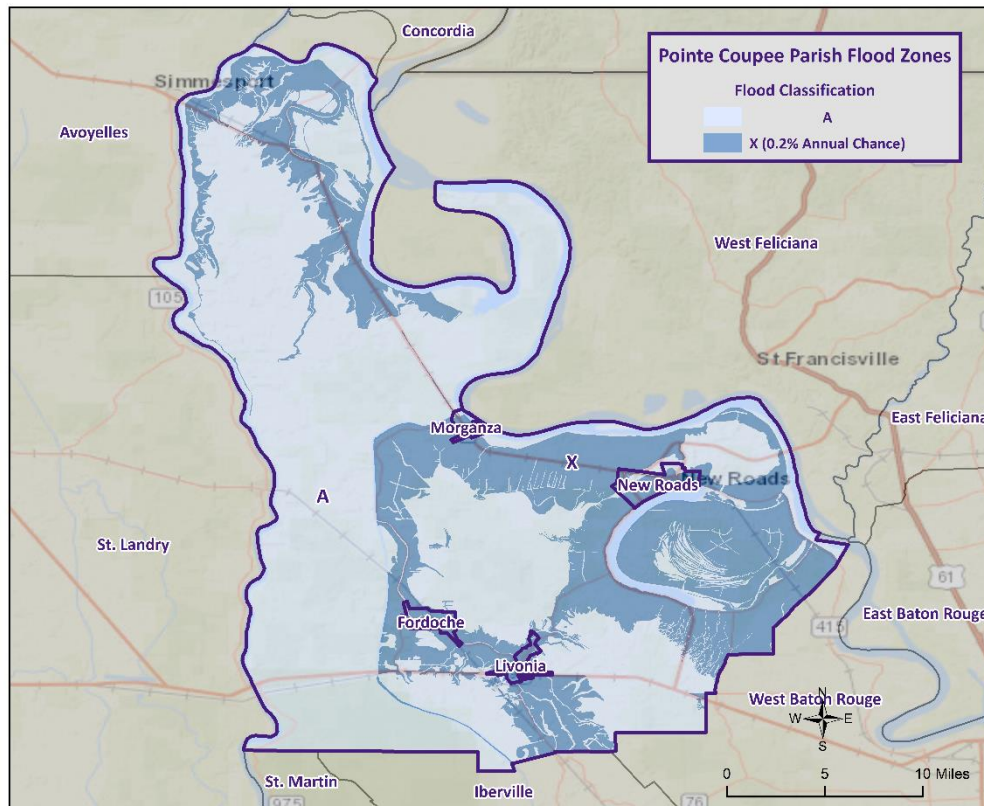 Concordia
Pointe Coupee Parish Flood Zones
Flood Classification
A
X (0.2% Annual Chance)
Simmesport
Avoyelles
West Feliciana
105
St Francisville
East Feliciana
Morganza
X
New Roads
New Roads
A
St. Landry
61
Fordoche
East Baton Rouge
415
Livonia
West Baton Rouge
N
W E
S
St. Martin
Iberville
0 5 10 Miles
975
76